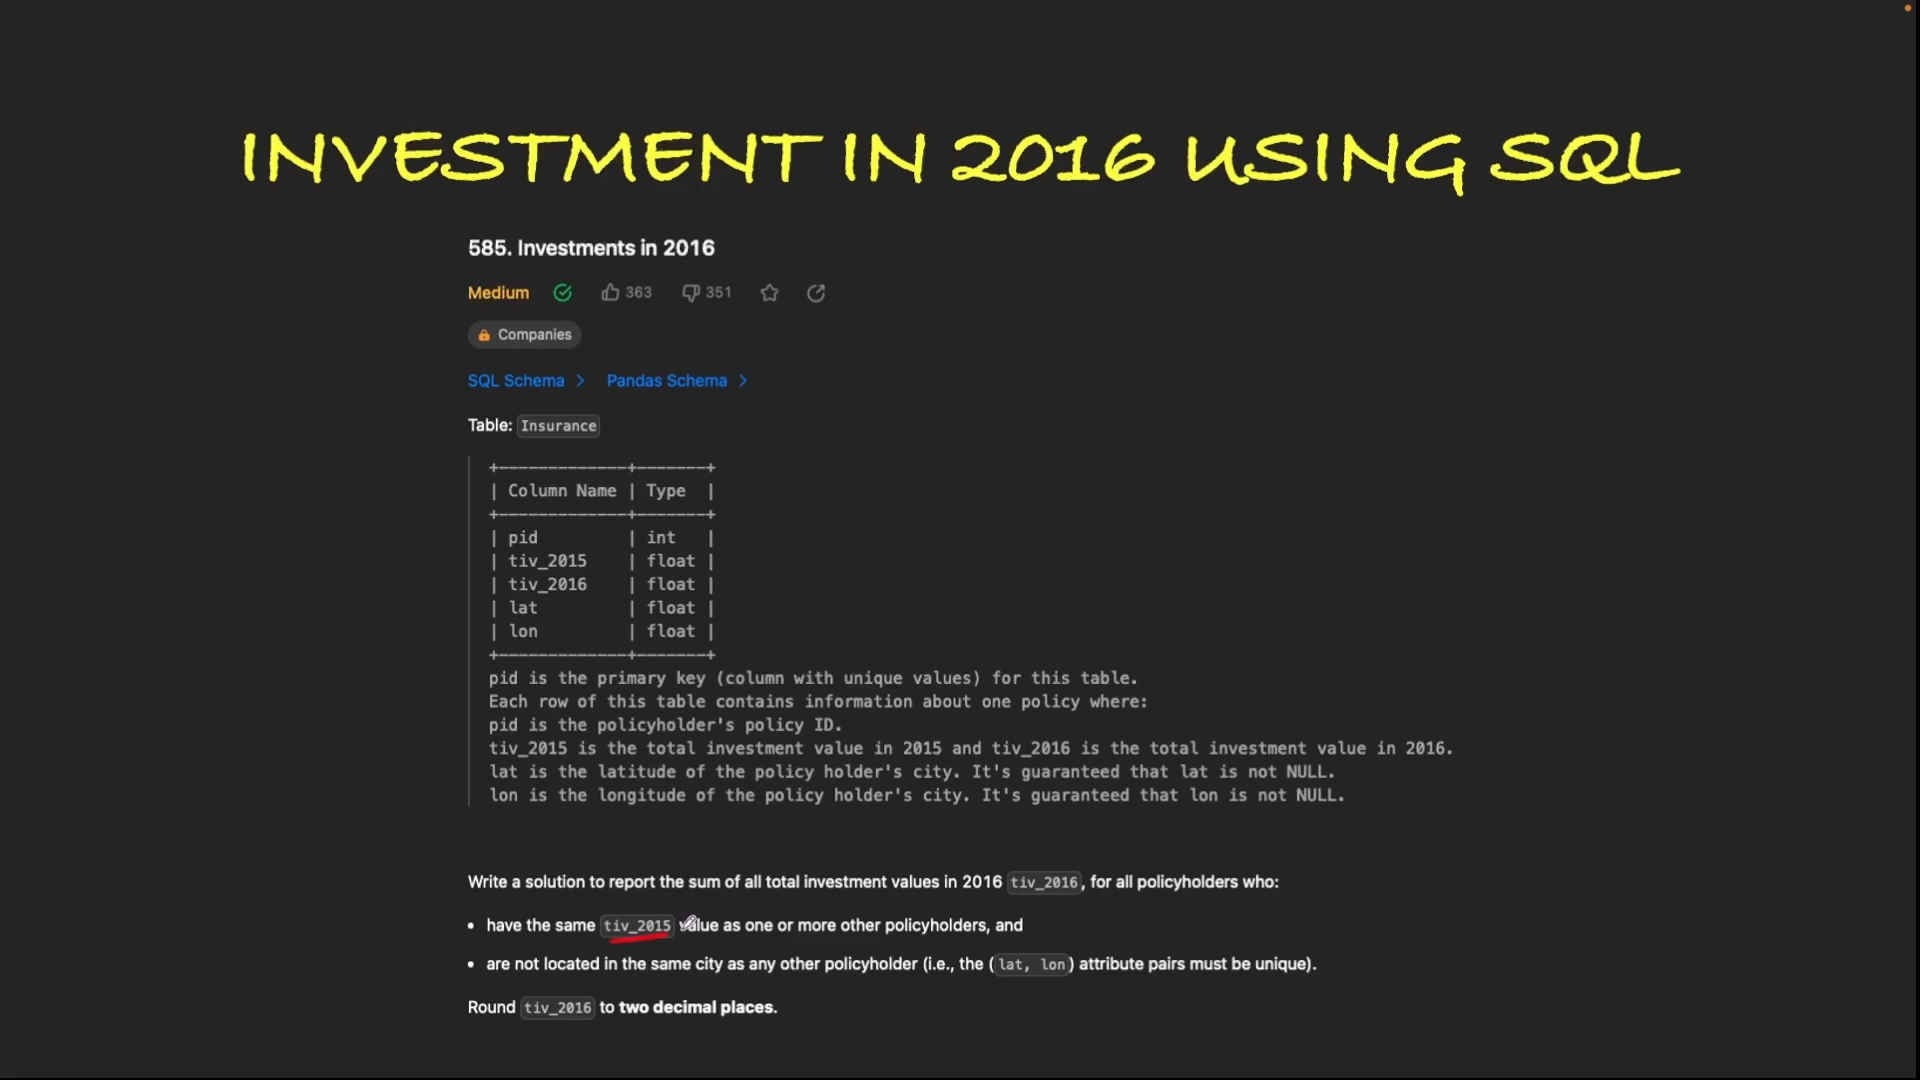 INVESTMENT IN 2016 USING SQL
585. Investments in 2016
Medium 363 351
Companies
SQL Schema > Pandas Schema >
Table: Insurance
+-------------+-------+
| Column Name | Type  |
+-------------+-------+
| pid         | int   |
| tiv_2015    | float |
| tiv_2016    | float |
| lat         | float |
| lon         | float |
+-------------+-------+
pid is the primary key (column with unique values) for this table.
Each row of this table contains information about one policy where:
pid is the policyholder's policy ID.
tiv_2015 is the total investment value in 2015 and tiv_2016 is the total investment value in 2016.
lat is the latitude of the policy holder's city. It's guaranteed that lat is not NULL.
lon is the longitude of the policy holder's city. It's guaranteed that lon is not NULL.
Write a solution to report the sum of all total investment values in 2016 tiv_2016, for all policyholders who:
• have the same tiv_2015 value as one or more other policyholders, and
• are not located in the same city as any other policyholder (i.e., the (lat, lon) attribute pairs must be unique).
Round tiv_2016 to two decimal places.